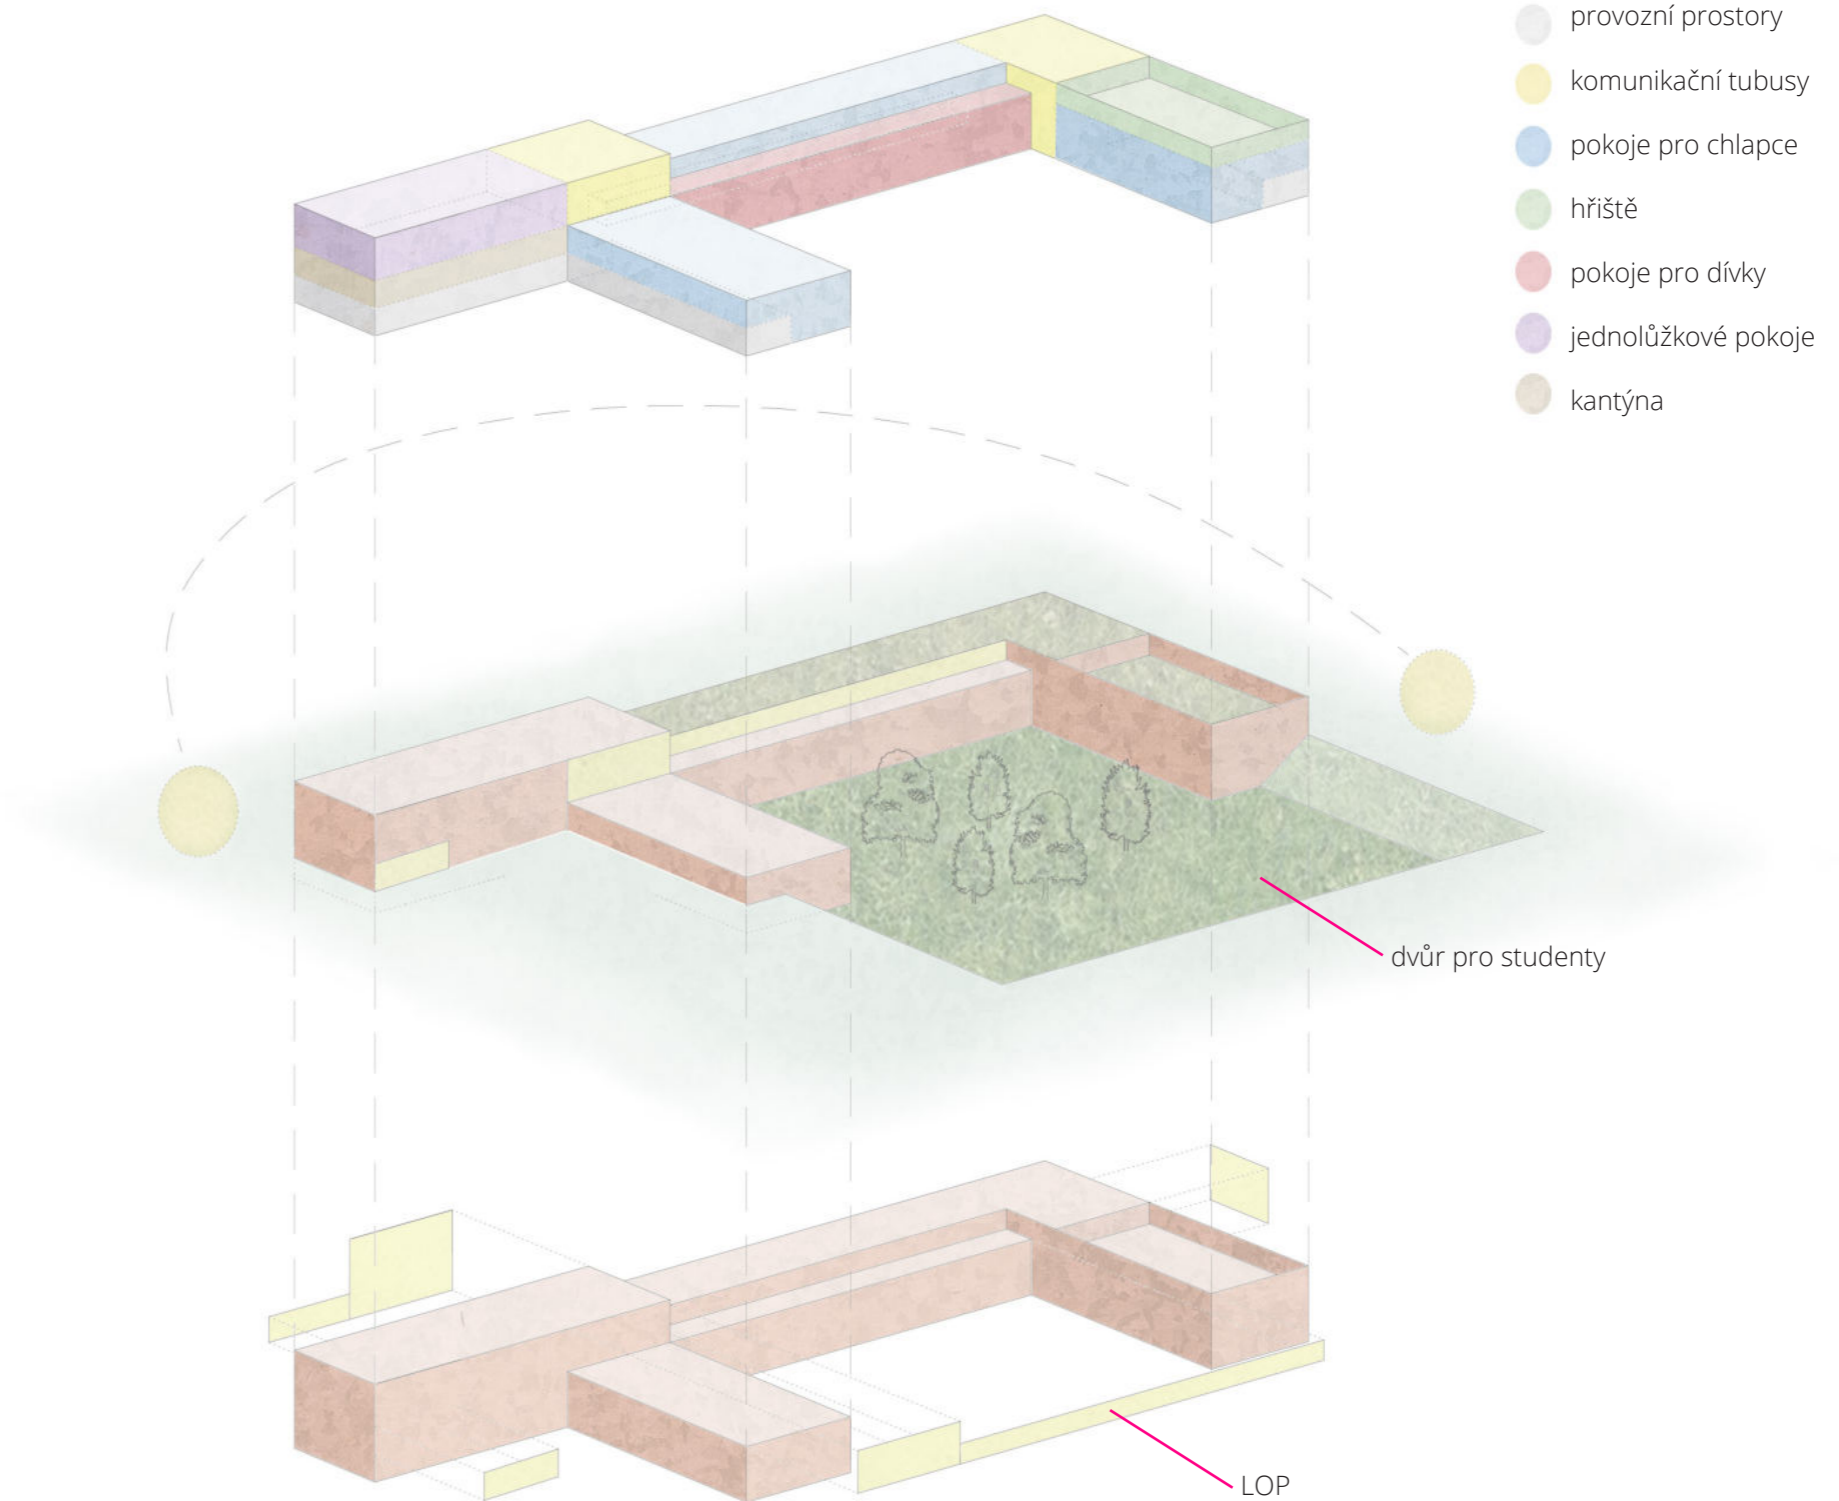 provozní prostory
komunikační tubusy
pokoje pro chlapce
hřiště
pokoje pro dívky
jednolůžkové pokoje
kantýna
dvůr pro studenty
LOP